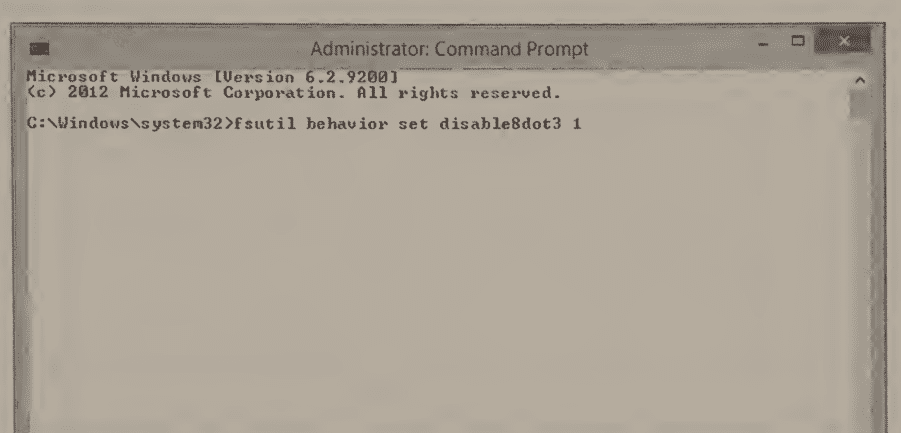 Administrator: Command Prompt
Microsoft Windows [Version 6.2.9200]
(c) 2012 Microsoft Corporation. All rights reserved.
C:\Windows\system32>fsutil behavior set disable8dot3 1